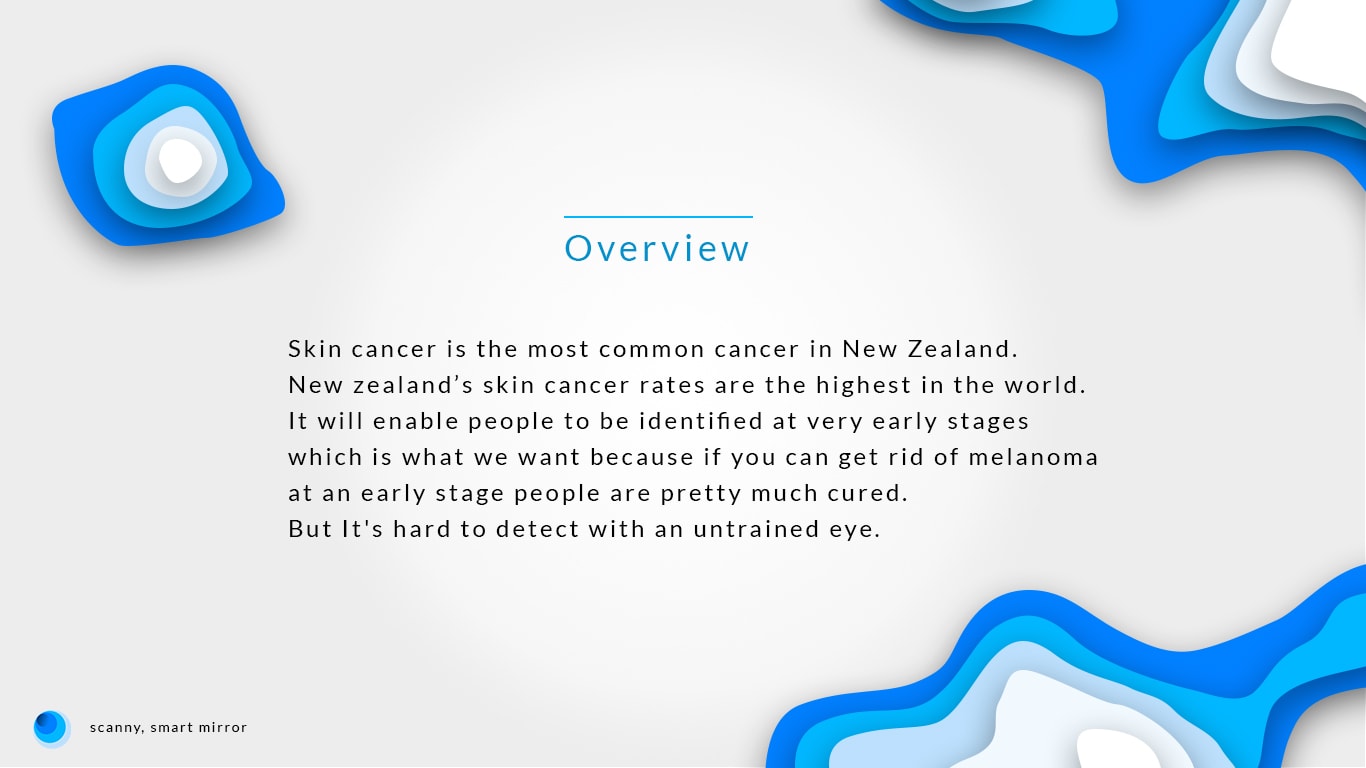 Overview
Skin cancer is the most common cancer in New Zealand.
New zealand’s skin cancer rates are the highest in the world.
It will enable people to be identified at very early stages
which is what we want because if you can get rid of melanoma
at an early stage people are pretty much cured.
But It's hard to detect with an untrained eye.
scanny, smart mirror